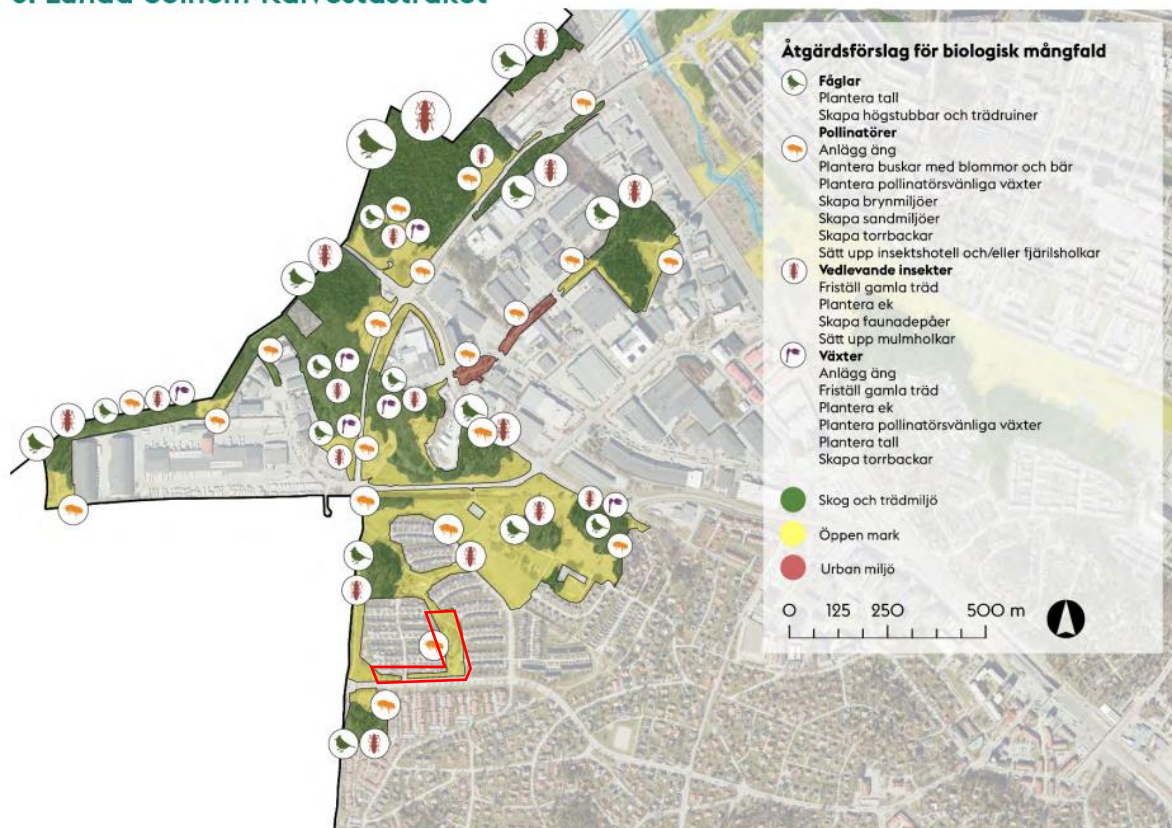 Lunda Solhem Kälvestastråket
Åtgärdsförslag för biologisk mångfald
Fåglar
Plantera tall
Skapa högstubbar och trädruiner
Pollinatörer
Anlägg äng
Plantera buskar med blommor och bär
Plantera pollinatörsvänliga växter
Skapa brynmiljöer
Skapa sandmiljöer
Skapa torrbackar
Sätt upp insektshotell och/eller fjärilsholkar
Vedlevande insekter
Friställ gamla träd
Plantera ek
Skapa faunadepåer
Sätt upp mulmholkar
Växter
Anlägg äng
Friställ gamla träd
Plantera ek
Plantera pollinatörsvänliga växter
Plantera tall
Skapa torrbackar
Skog och trädmiljö
Öppen mark
Urban miljö
0 125 250 500 m